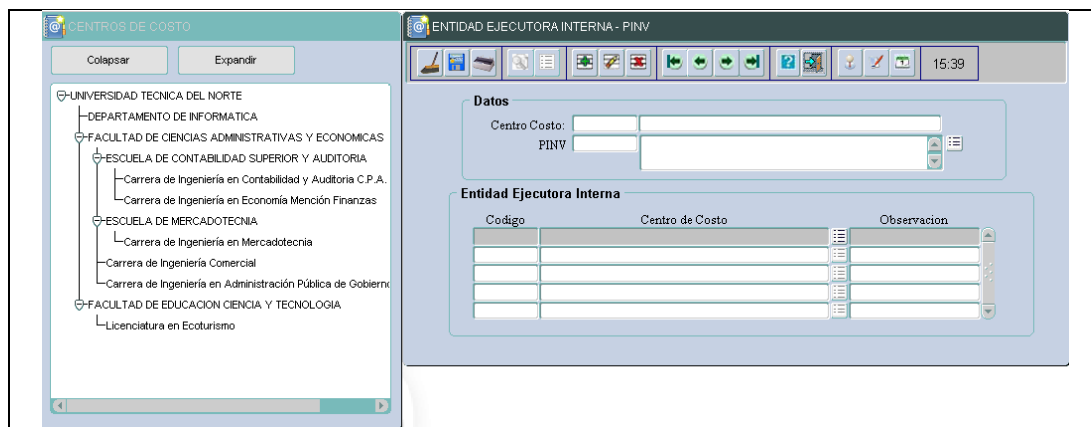 CENTROS DE COSTO
Colapsar Expandir
UNIVERSIDAD TECNICA DEL NORTE
DEPARTAMENTO DE INFORMATICA
FACULTAD DE CIENCIAS ADMINISTRATIVAS Y ECONOMICAS
ESCUELA DE CONTABILIDAD SUPERIOR Y AUDITORIA
Carrera de Ingeniería en Contabilidad y Auditoria C.P.A.
Carrera de Ingeniería en Economía Mención Finanzas
ESCUELA DE MERCADOTECNIA
Carrera de Ingeniería en Mercadotecnia
Carrera de Ingeniería Comercial
Carrera de Ingeniería en Administración Pública de Gobierno
FACULTAD DE EDUCACION CIENCIA Y TECNOLOGIA
Licenciatura en Ecoturismo
ENTIDAD EJECUTORA INTERNA - PINV
15:39
Datos
Centro Costo:
PINV
Entidad Ejecutora Interna
Codigo Centro de Costo Observacion